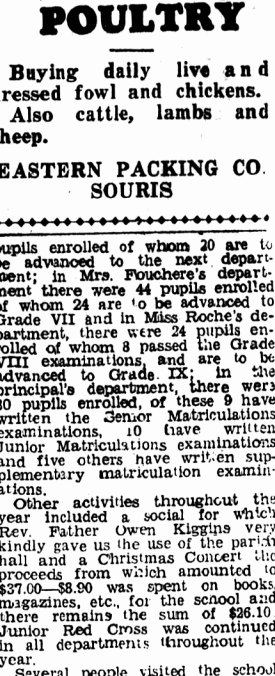 POULTRY
Buying daily live and
ressed fowl and chickens.
Also cattle, lambs and
heep.
EASTERN PACKING CO.
SOURIS
upils enrolled of whom 20 are to
be advanced to the next depart-
ment; in Mrs. Fouchere's depart-
ment there were 44 pupils enrolled
of whom 24 are to be advanced to
Grade VII and in Miss Roche's de-
partment, there were 24 pupils en-
rolled of whom 8 passed the Grade
VIII examinations, and are to be
advanced to Grade IX; in the
principal's department, there were
30 pupils enrolled, of these 9 have
written the Senior Matriculations
examinations, 10 have written
Junior Matriculations examinations
and five others have written sup-
plementary matriculation examin-
ations.
Other activities throughout the
year included a social for which
Rev. Father Owen Kiggins very
kindly gave us the use of the parish
hall and a Christmas Concert the
proceeds from which amounted to
$37.00—$8.90 was spent on books,
magazines, etc., for the school and
there remains the sum of $26.10
Junior Red Cross was continued
in all departments throughout the
year.
Several people visited the school